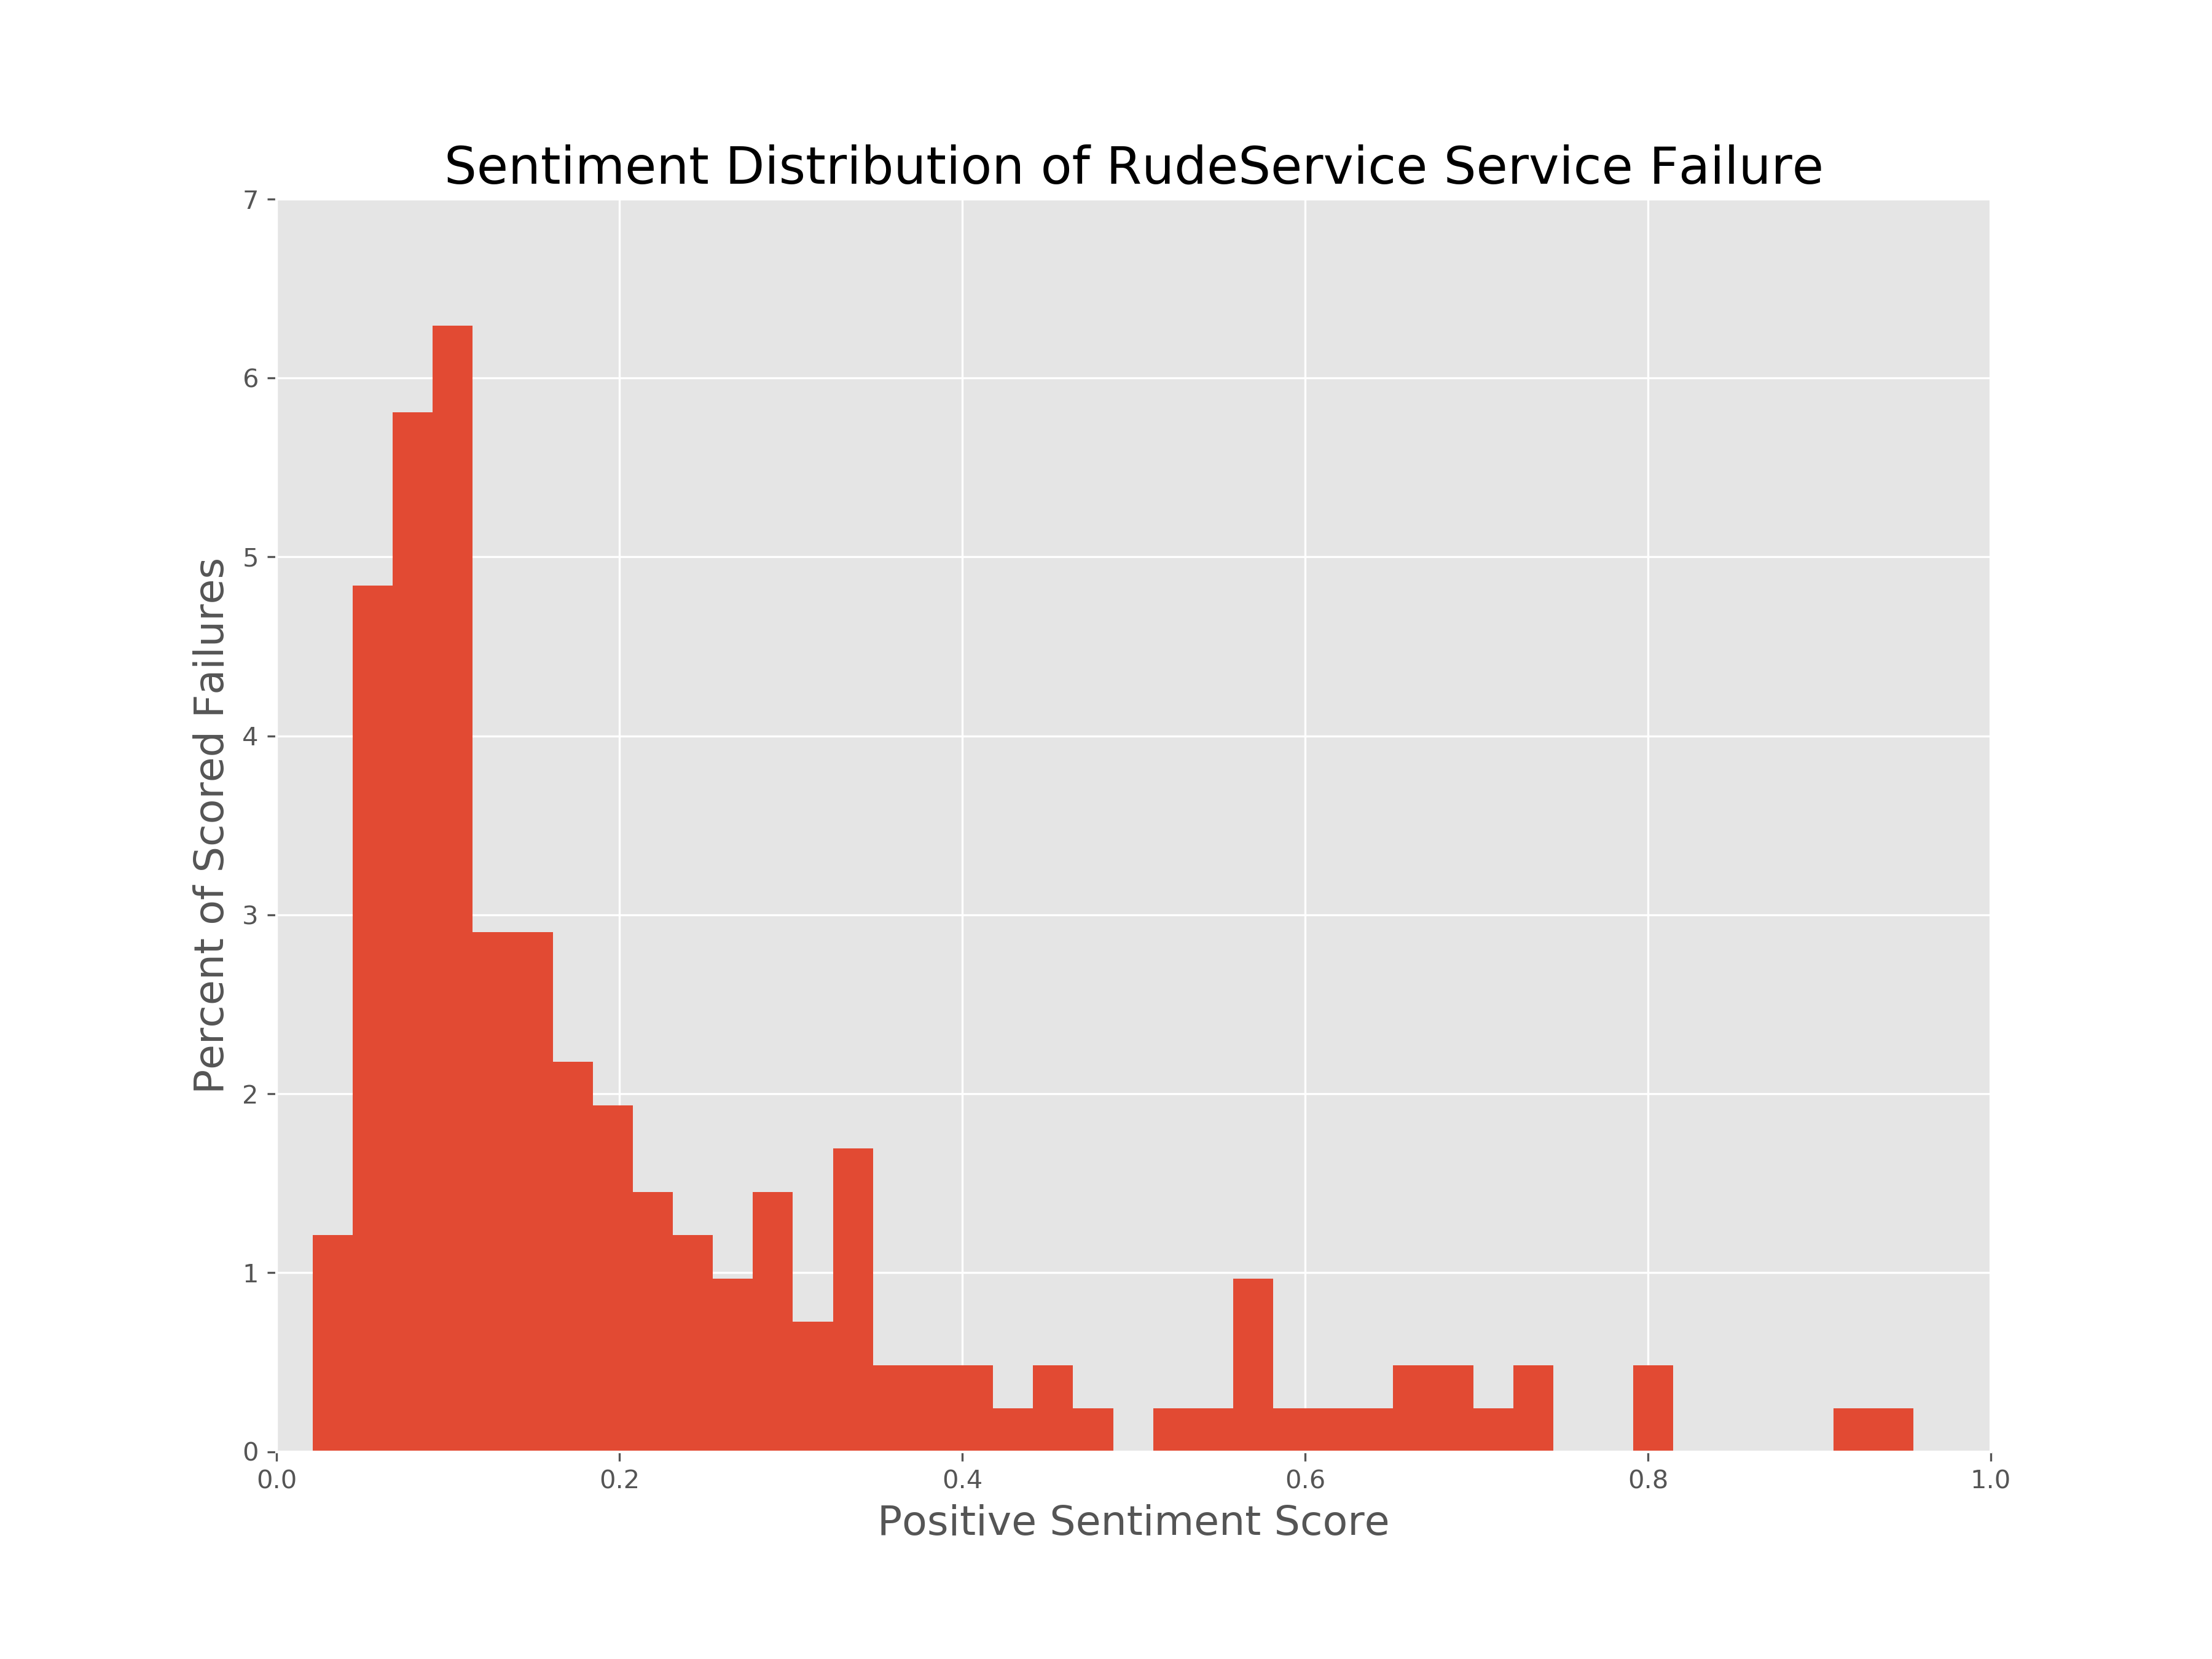 Sentiment Distribution of RudeService Service Failure
7
6
5
4
3
2
1
0
Percent of Scored Failures
0.0 0.2 0.4 0.6 0.8 1.0
Positive Sentiment Score